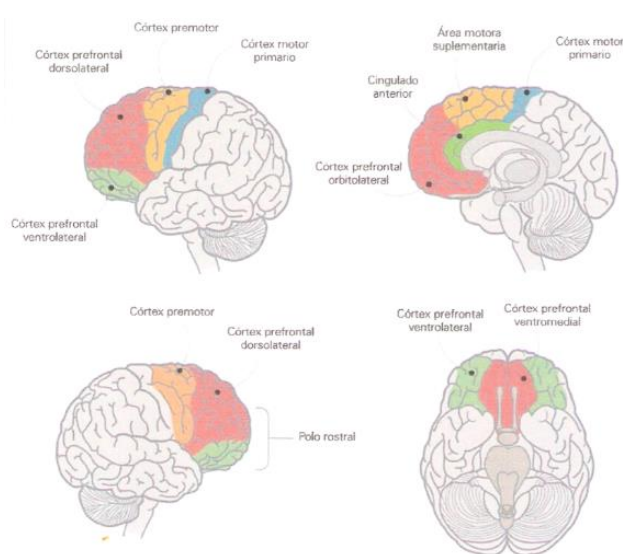 Córtex premotor
Córtex prefrontal
dorsolateral
Córtex motor
primario
Córtex prefrontal
ventrolateral
Área motora
suplementaria
Córtex motor
primario
Cingulado
anterior
Córtex prefrontal
orbitolateral
Córtex premotor
Córtex prefrontal
dorsolateral
Polo rostral
Córtex prefrontal
ventrolateral
Córtex prefrontal
ventromedial